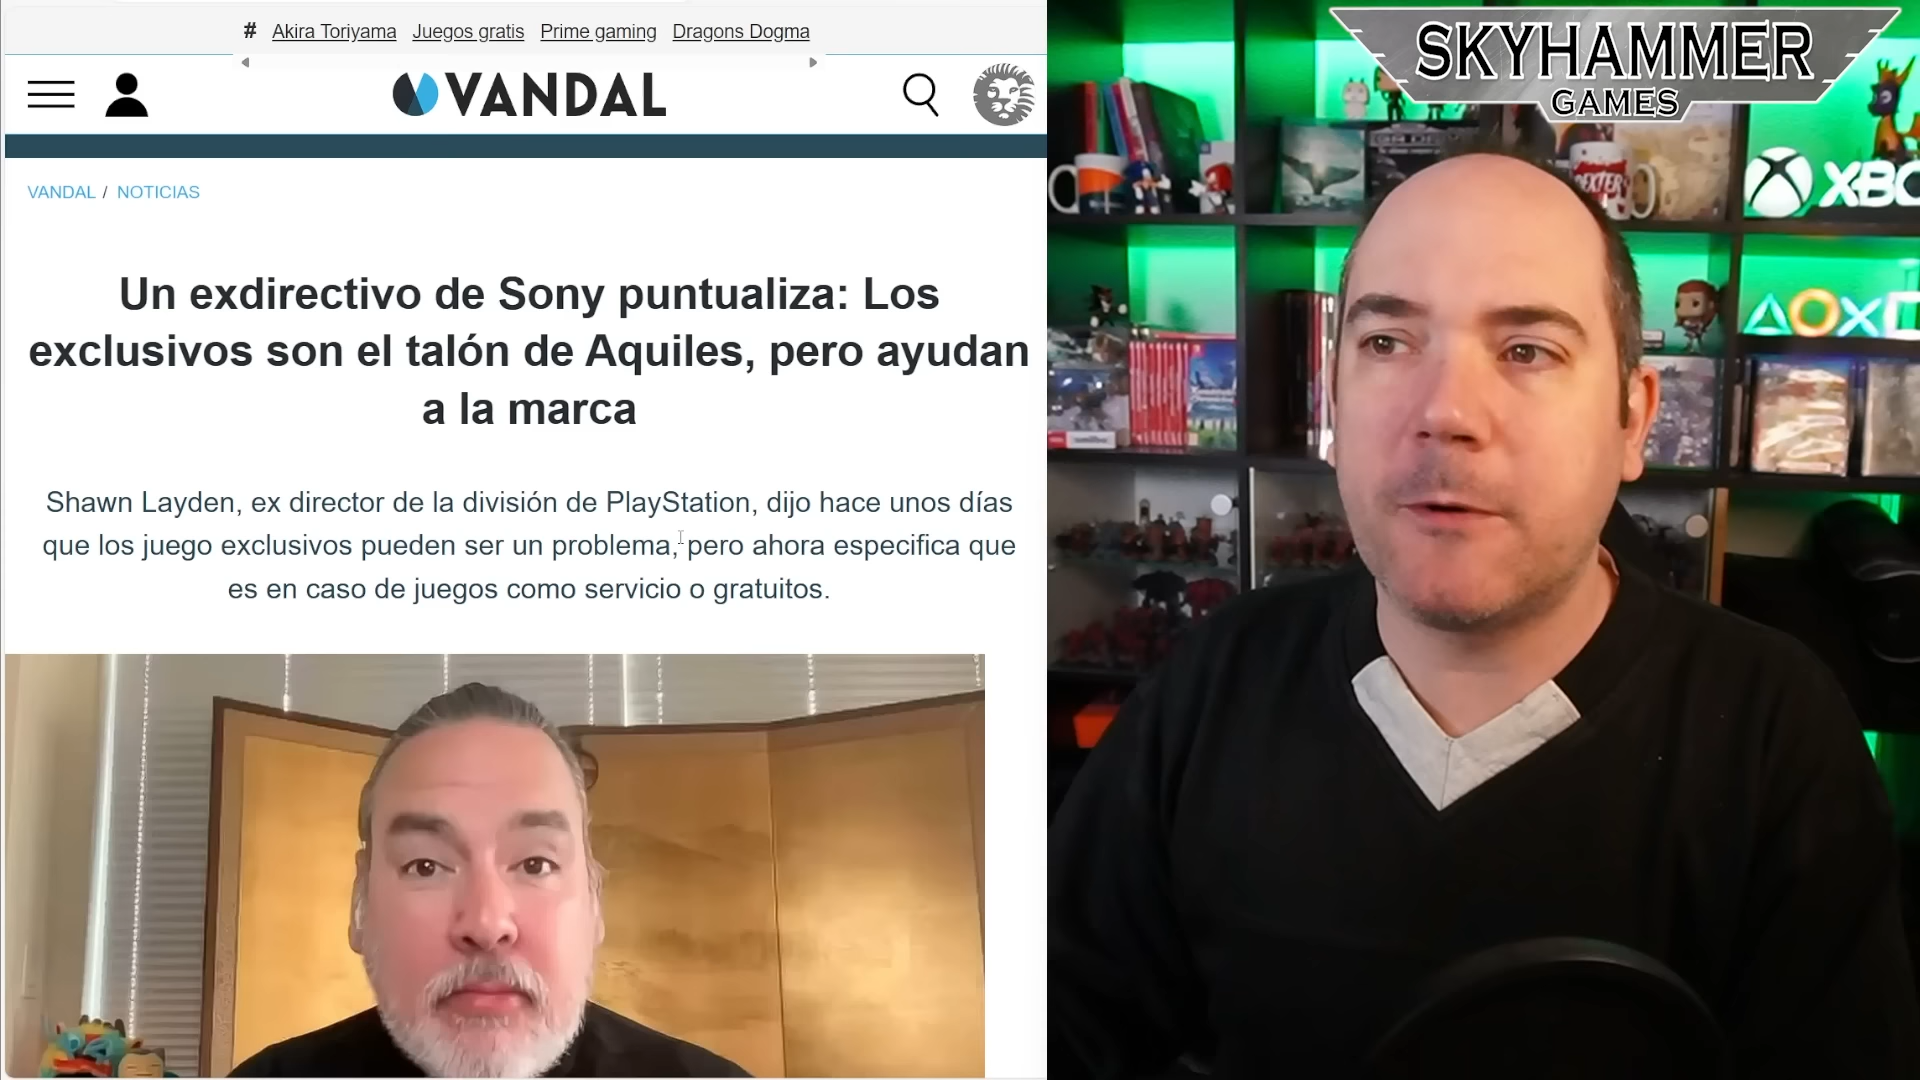 # Akira Toriyama Juegos gratis Prime gaming Dragons Dogma
VANDAL
VANDAL / NOTICIAS
Un exdirectivo de Sony puntualiza: Los
exclusivos son el talón de Aquiles, pero ayudan
a la marca
Shawn Layden, ex director de la división de PlayStation, dijo hace unos días
que los juego exclusivos pueden ser un problema, pero ahora especifica que
es en caso de juegos como servicio o gratuitos.
SKYHAMMER
GAMES
DEXTER
XBO